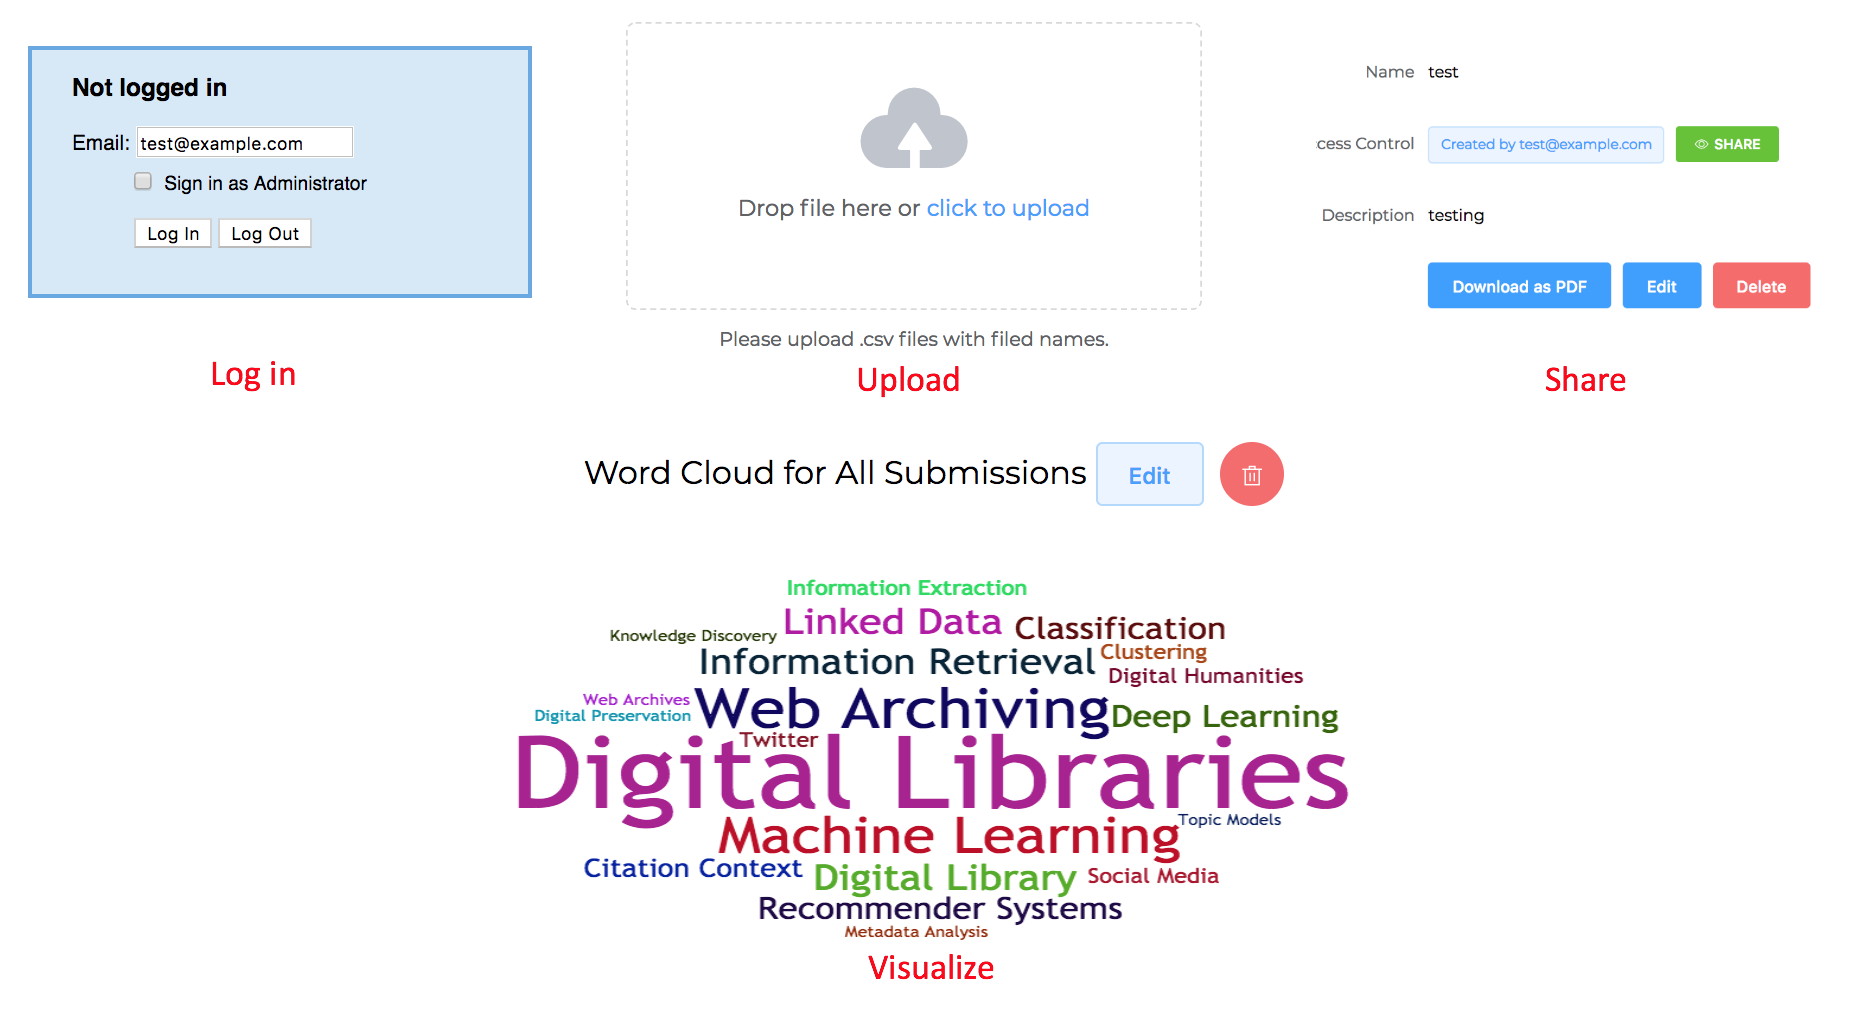 Not logged in
Email: test@example.com
Sign in as Administrator
Log In Log Out
Log in
Drop file here or click to upload
Please upload .csv files with filed names.
Upload
Name test
cess Control Created by test@example.com SHARE
Description testing
Download as PDF Edit Delete
Share
Word Cloud for All Submissions Edit
Information Extraction
Linked Data Classification
Knowledge Discovery
Information Retrieval Clustering
Digital Humanities
Web Archives
Digital Preservation
Web Archiving Deep Learning
Twitter
Digital Libraries
Topic Models
Machine Learning
Citation Context Digital Library Social Media
Recommender Systems
Metadata Analysis
Visualize